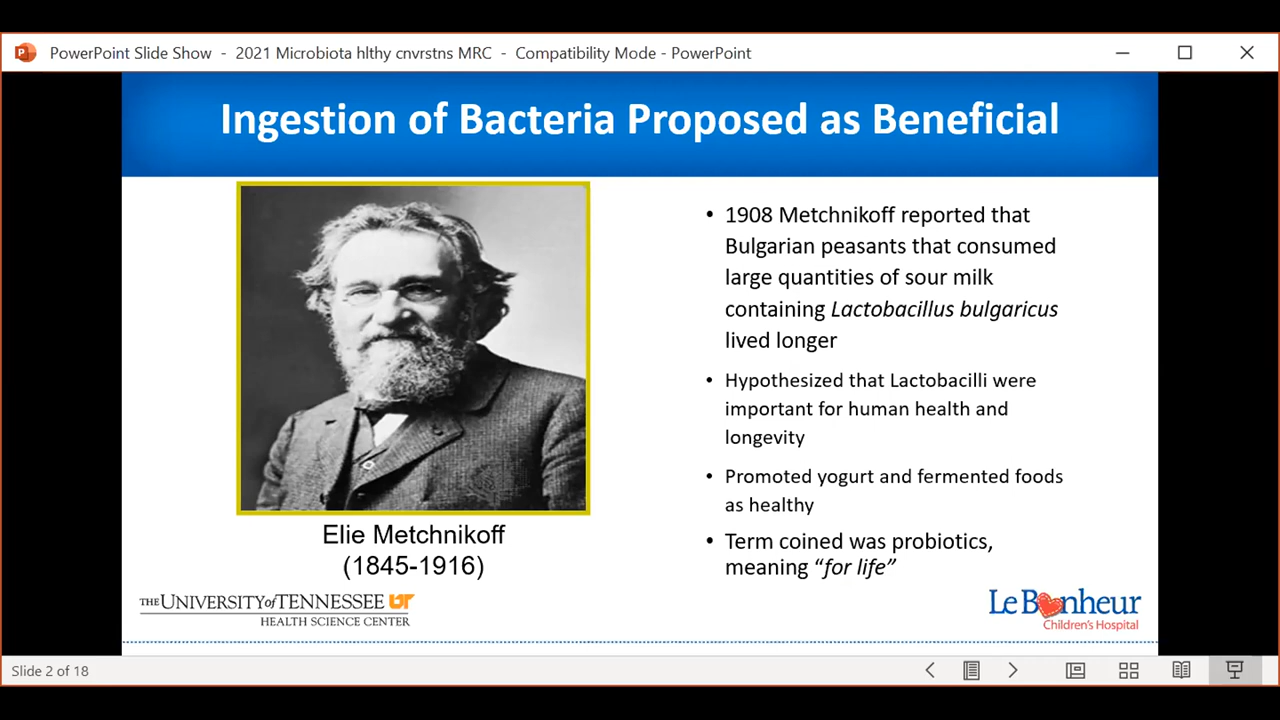 PowerPoint Slide Show - 2021 Microbiota hlthy cnvrstns MRC - Compatibility Mode - PowerPoint
Ingestion of Bacteria Proposed as Beneficial
Elie Metchnikoff
(1845-1916)
• 1908 Metchnikoff reported that
Bulgarian peasants that consumed
large quantities of sour milk
containing Lactobacillus bulgaricus
lived longer
• Hypothesized that Lactobacilli were
important for human health and
longevity
• Promoted yogurt and fermented foods
as healthy
• Term coined was probiotics,
meaning “for life”
THE UNIVERSITY of TENNESSEE UT
HEALTH SCIENCE CENTER
Le Bonheur
Children's Hospital
Slide 2 of 18